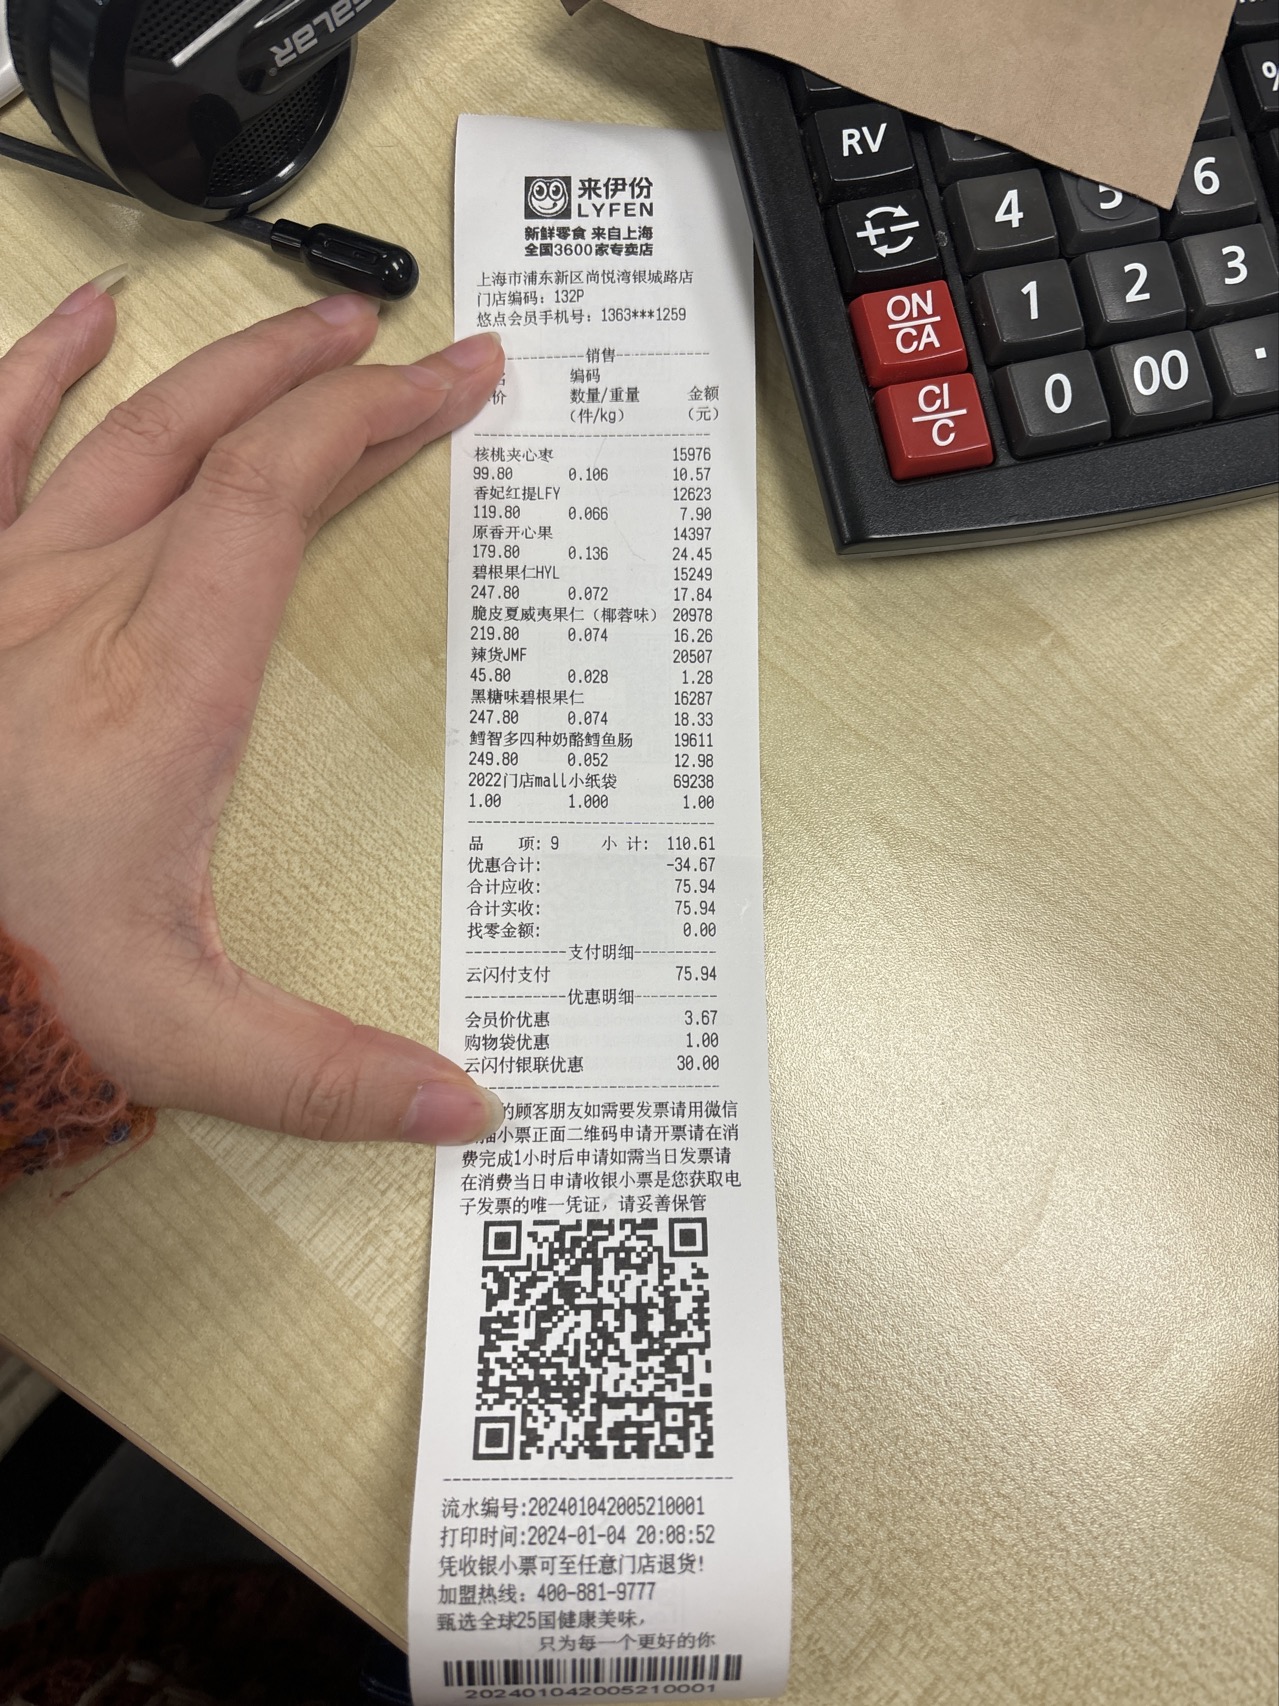 SALAR
来伊份
LYFEN
新鲜零食 来自上海
全国3600家专卖店
上海市浦东新区尚悦湾银城路店
门店编码：132P
悠点会员手机号：1363***1259
销售
编码
价 数量/重量 金额
（件/kg） （元）
核桃夹心枣 15976
99.80 0.106 10.57
香妃红提LFY 12623
119.80 0.066 7.90
原香开心果 14397
179.80 0.136 24.45
碧根果仁HYL 15249
247.80 0.072 17.84
脆皮夏威夷果仁（椰蓉味） 20978
219.80 0.074 16.26
辣货JMF 20507
45.80 0.028 1.28
黑糖味碧根果仁 16287
247.80 0.074 18.33
鳕智多四种奶酪鳕鱼肠 19611
249.80 0.052 12.98
2022门店mall小纸袋 69238
1.00 1.000 1.00
品 项: 9 小 计: 110.61
优惠合计: -34.67
合计应收: 75.94
合计实收: 75.94
找零金额: 0.00
支付明细
云闪付支付 75.94
优惠明细
会员价优惠 3.67
购物袋优惠 1.00
云闪付银联优惠 30.00
的顾客朋友如需要发票请用微信
小票正面二维码申请开票请在消
费完成1小时后申请如需当日发票请
在消费当日申请收银小票是您获取电
子发票的唯一凭证，请妥善保管
流水编号:202401042005210001
打印时间:2024-01-04 20:08:52
凭收银小票可至任意门店退货!
加盟热线：400-881-9777
甄选全球25国健康美味，
只为每一个更好的你
202401042005210001
RV
4
5
6
%
ON
CA
1
2
3
CI
C
0
00
.